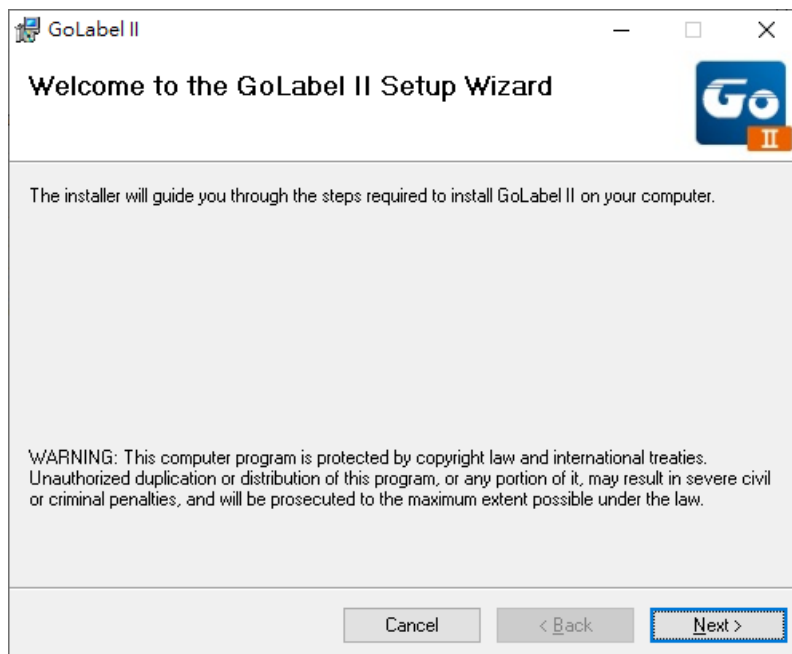 GoLabel II
Welcome to the GoLabel II Setup Wizard
Go
II
The installer will guide you through the steps required to install GoLabel II on your computer.
WARNING: This computer program is protected by copyright law and international treaties.
Unauthorized duplication or distribution of this program, or any portion of it, may result in severe civil
or criminal penalties, and will be prosecuted to the maximum extent possible under the law.
Cancel < Back Next >